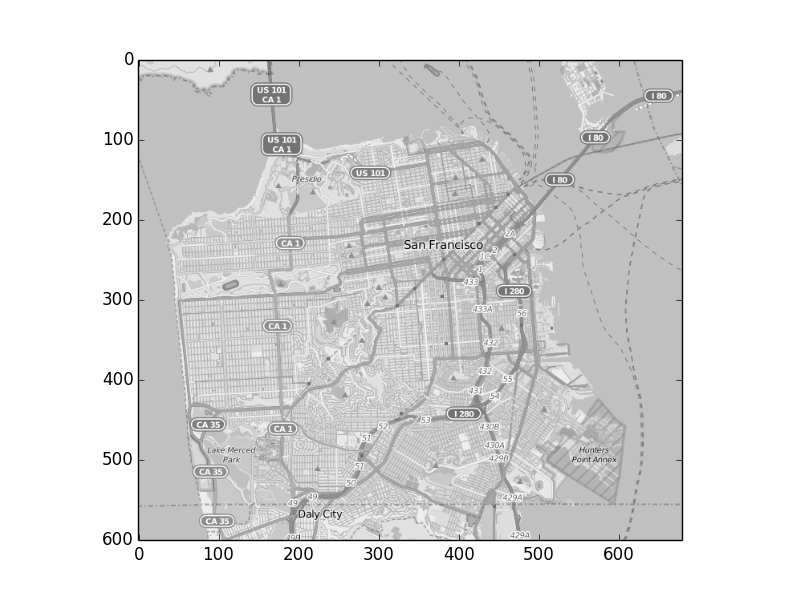 0
100
200
300
400
500
600
0
100
200
300
400
500
600
US 101
CA 1
I 80
US 101
CA 1
I 80
US 101
Presidio
I 80
2A
CA 1
San Francisco
2
1
433
I 280
433A
56
CA 1
432
432
55
431
54
I 280
53
52
CA 35
CA 1
430B
51
430A
Lake Merced
Park
Hunters
Point Annex
429B
51
CA 35
50
49
49
429A
Daly City
CA 35
429A
49B